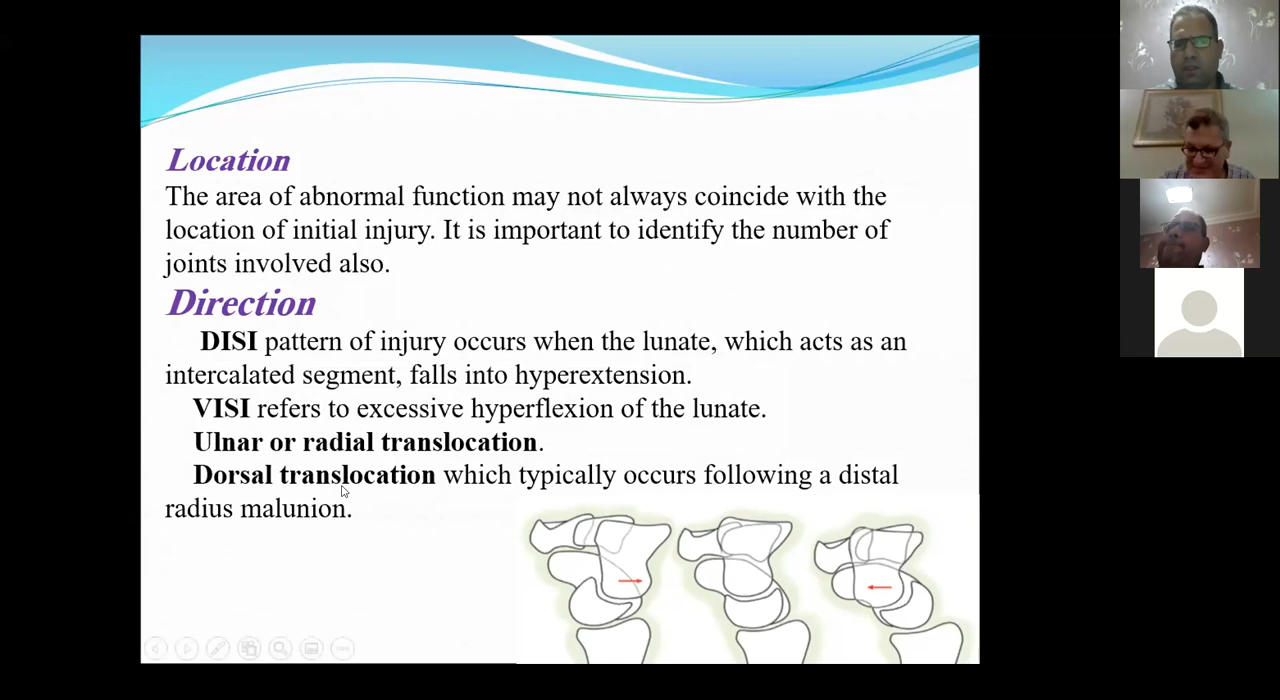 Location
The area of abnormal function may not always coincide with the
location of initial injury. It is important to identify the number of
joints involved also.
Direction
DISI pattern of injury occurs when the lunate, which acts as an
intercalated segment, falls into hyperextension.
VISI refers to excessive hyperflexion of the lunate.
Ulnar or radial translocation.
Dorsal translocation which typically occurs following a distal
radius malunion.